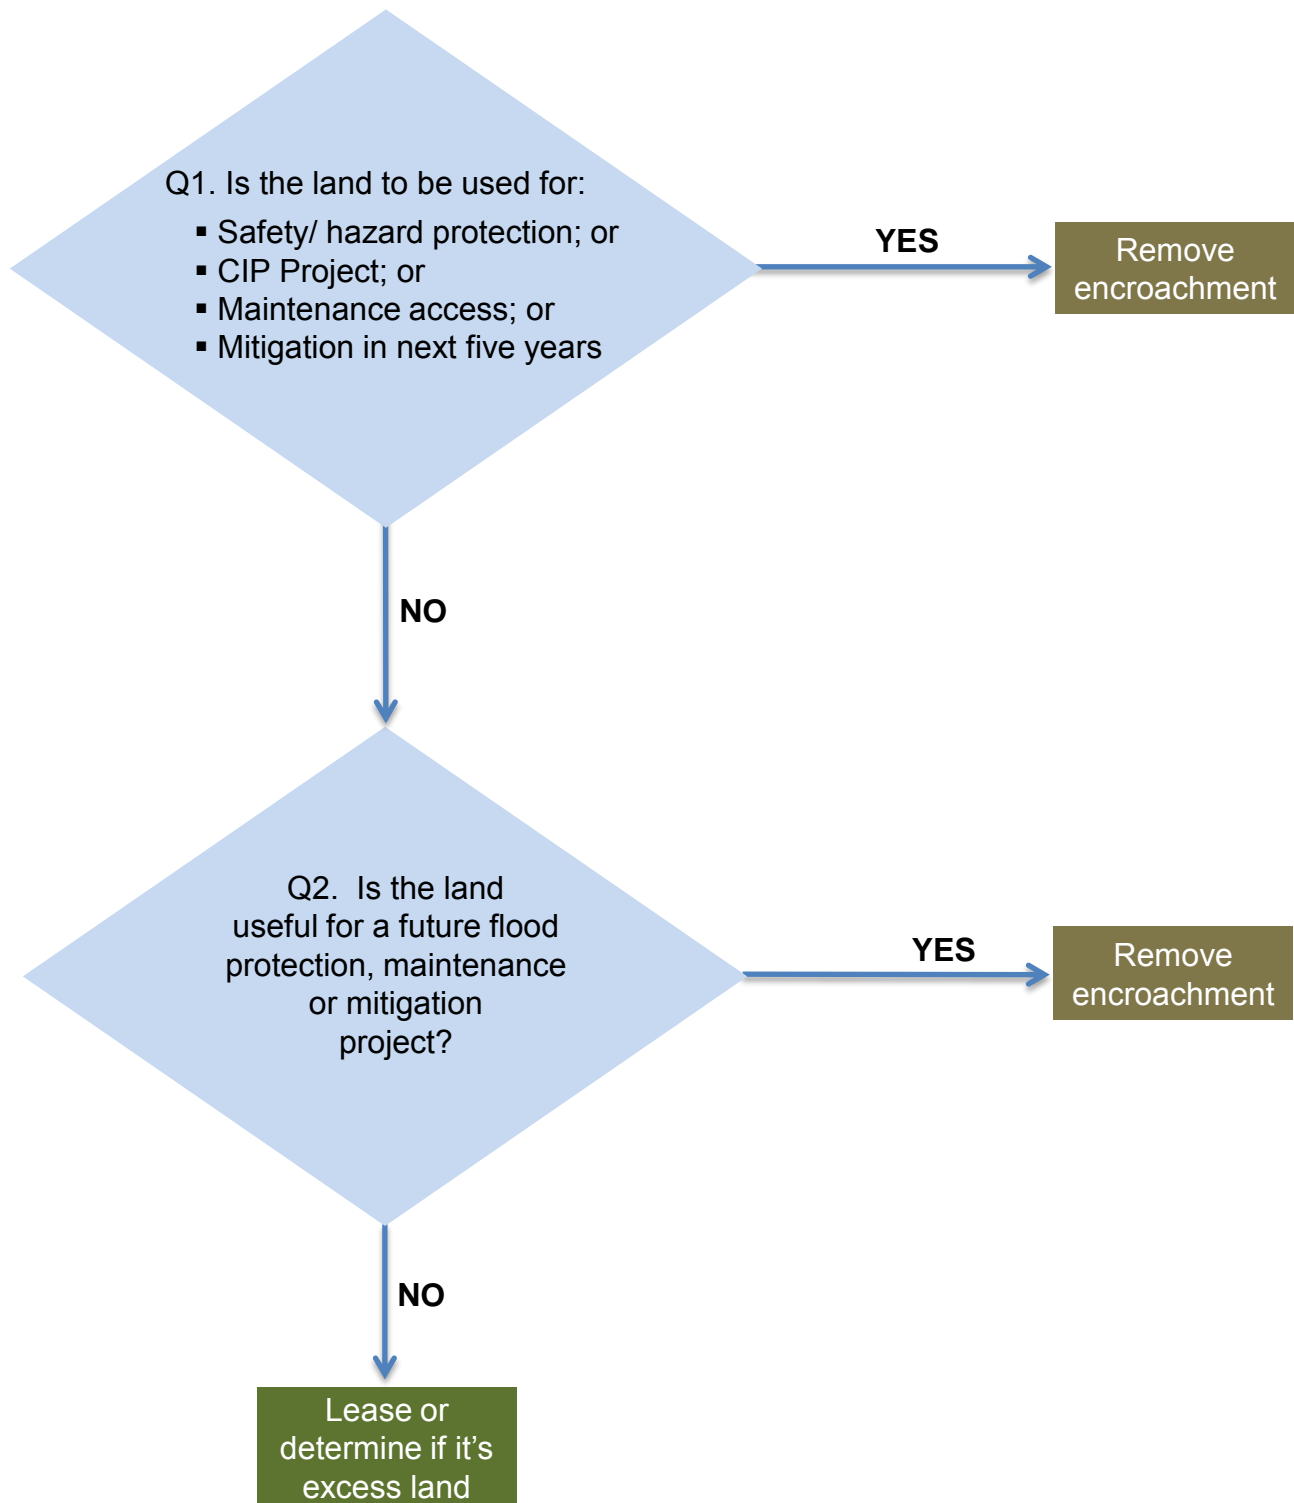 Q1. Is the land to be used for:
▪ Safety/ hazard protection; or
▪ CIP Project; or
▪ Maintenance access; or
▪ Mitigation in next five years
YES
Remove
encroachment
NO
Q2.  Is the land
useful for a future flood
protection, maintenance
or mitigation
project?
YES
Remove
encroachment
NO
Lease or
determine if it’s
excess land